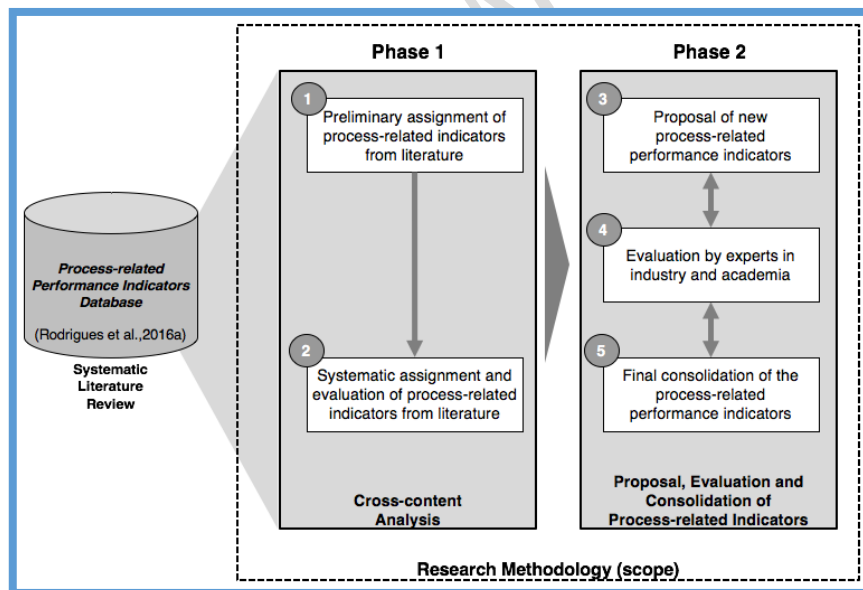 Process-related
Performance Indicators
Database
(Rodrigues et al.,2016a)
Systematic
Literature
Review
Phase 1
1
Preliminary assignment of
process-related indicators
from literature
2
Systematic assignment and
evaluation of process-related
indicators from literature
Cross-content
Analysis
Phase 2
3
Proposal of new
process-related
performance indicators
4
Evaluation by experts in
industry and academia
5
Final consolidation of the
process-related
performance indicators
Proposal, Evaluation and
Consolidation of
Process-related Indicators
Research Methodology (scope)